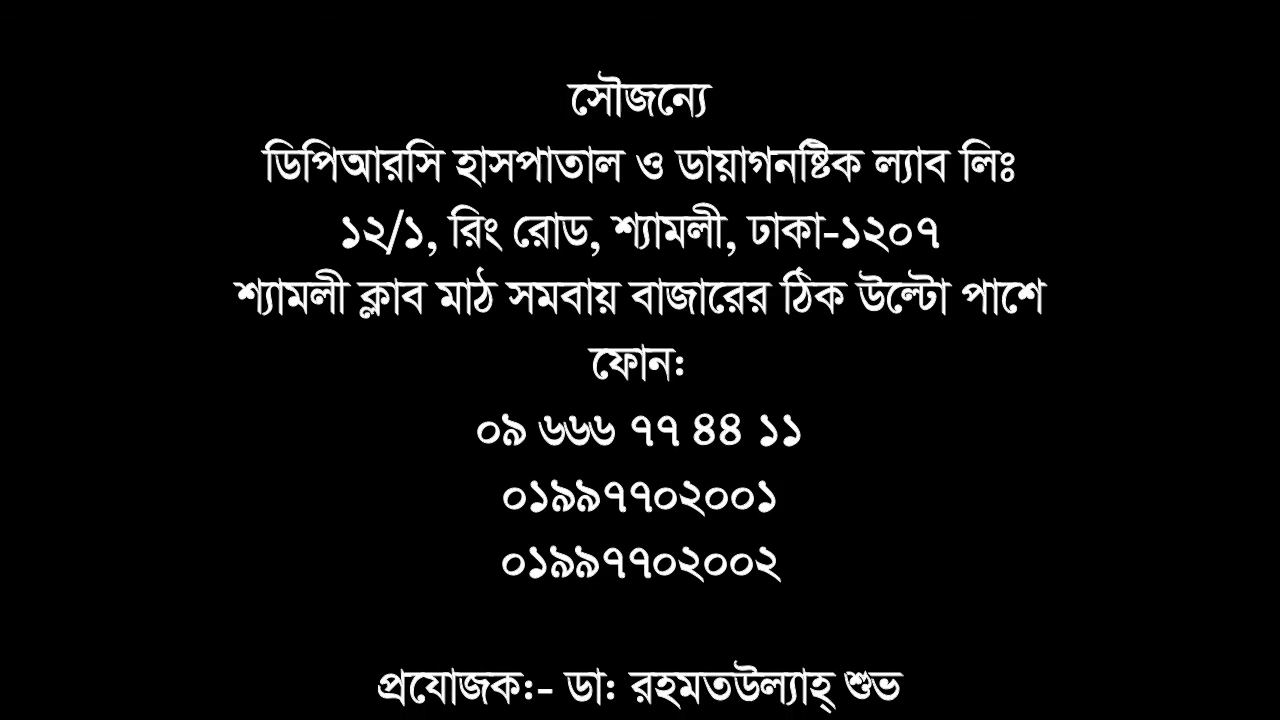 সৌজন্যে
ডিপিআরসি হাসপাতাল ও ডায়াগনষ্টিক ল্যাব লিঃ
১২/১, রিং রোড, শ্যামলী, ঢাকা-১২০৭
শ্যামলী ক্লাব মাঠ সমবায় বাজারের ঠিক উল্টো পাশে
ফোন:
০৯ ৬৬৬ ৭৭ ৪৪ ১১
০১৯৯৭৭০২০০১
০১৯৯৭৭০২০০২
প্রযোজক:- ডা: রহমতউল্যাহ্ শুভ